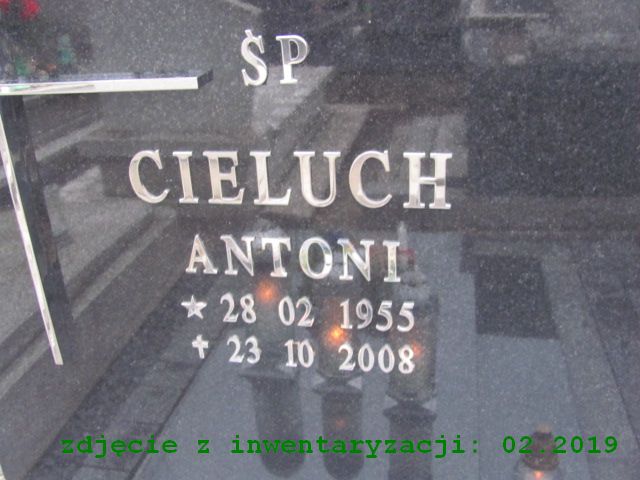 ŚP
CIELUCH
ANTONI
★ 28 02 1955
✝ 23 10 2008
zdjęcie z inwentaryzacji: 02.2019